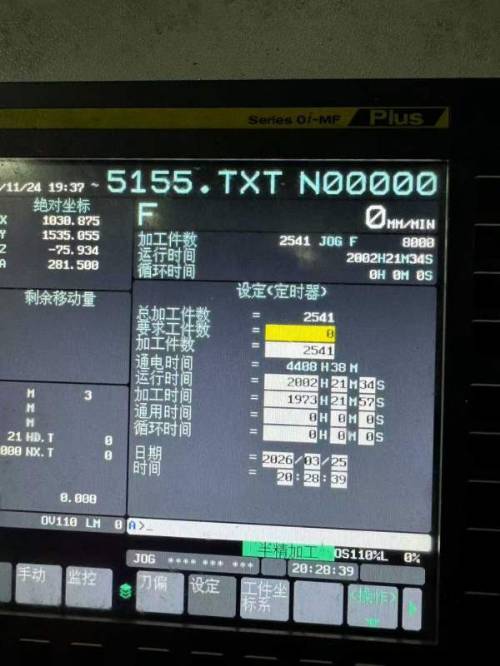 Series 0i-MF Plus
/11/24 19:37 ~ 5155.TXT N00000
绝对坐标
X 1030.875
Y 1535.055
Z -75.934
A 281.500
F 0 MM/MIN
加工件数 2541 JOG F 8000
运行时间 2002H21M34S
循环时间 0H 0M 0S
剩余移动量
设定(定时器)
总加工件数 = 2541
要求工件数 = 0
加工件数 = 2541
通电时间 = 4408 H 38 M
运行时间 = 2002 H 21 M 34 S
加工时间 = 1973 H 21 M 57 S
通用时间 = 0 H 0 M 0 S
循环时间 = 0 H 0 M 0 S
日期 = 2026/03/25
时间 = 20:28:39
M 3
M
M
21 HD.T 0
000 NX.T 0
0.000
OV110 LM 0
A>_
半精加工 OS110%L 0%
JOG **** *** ***
20:28:39
手动
监控
刀偏
设定
工件坐标系
<操作>